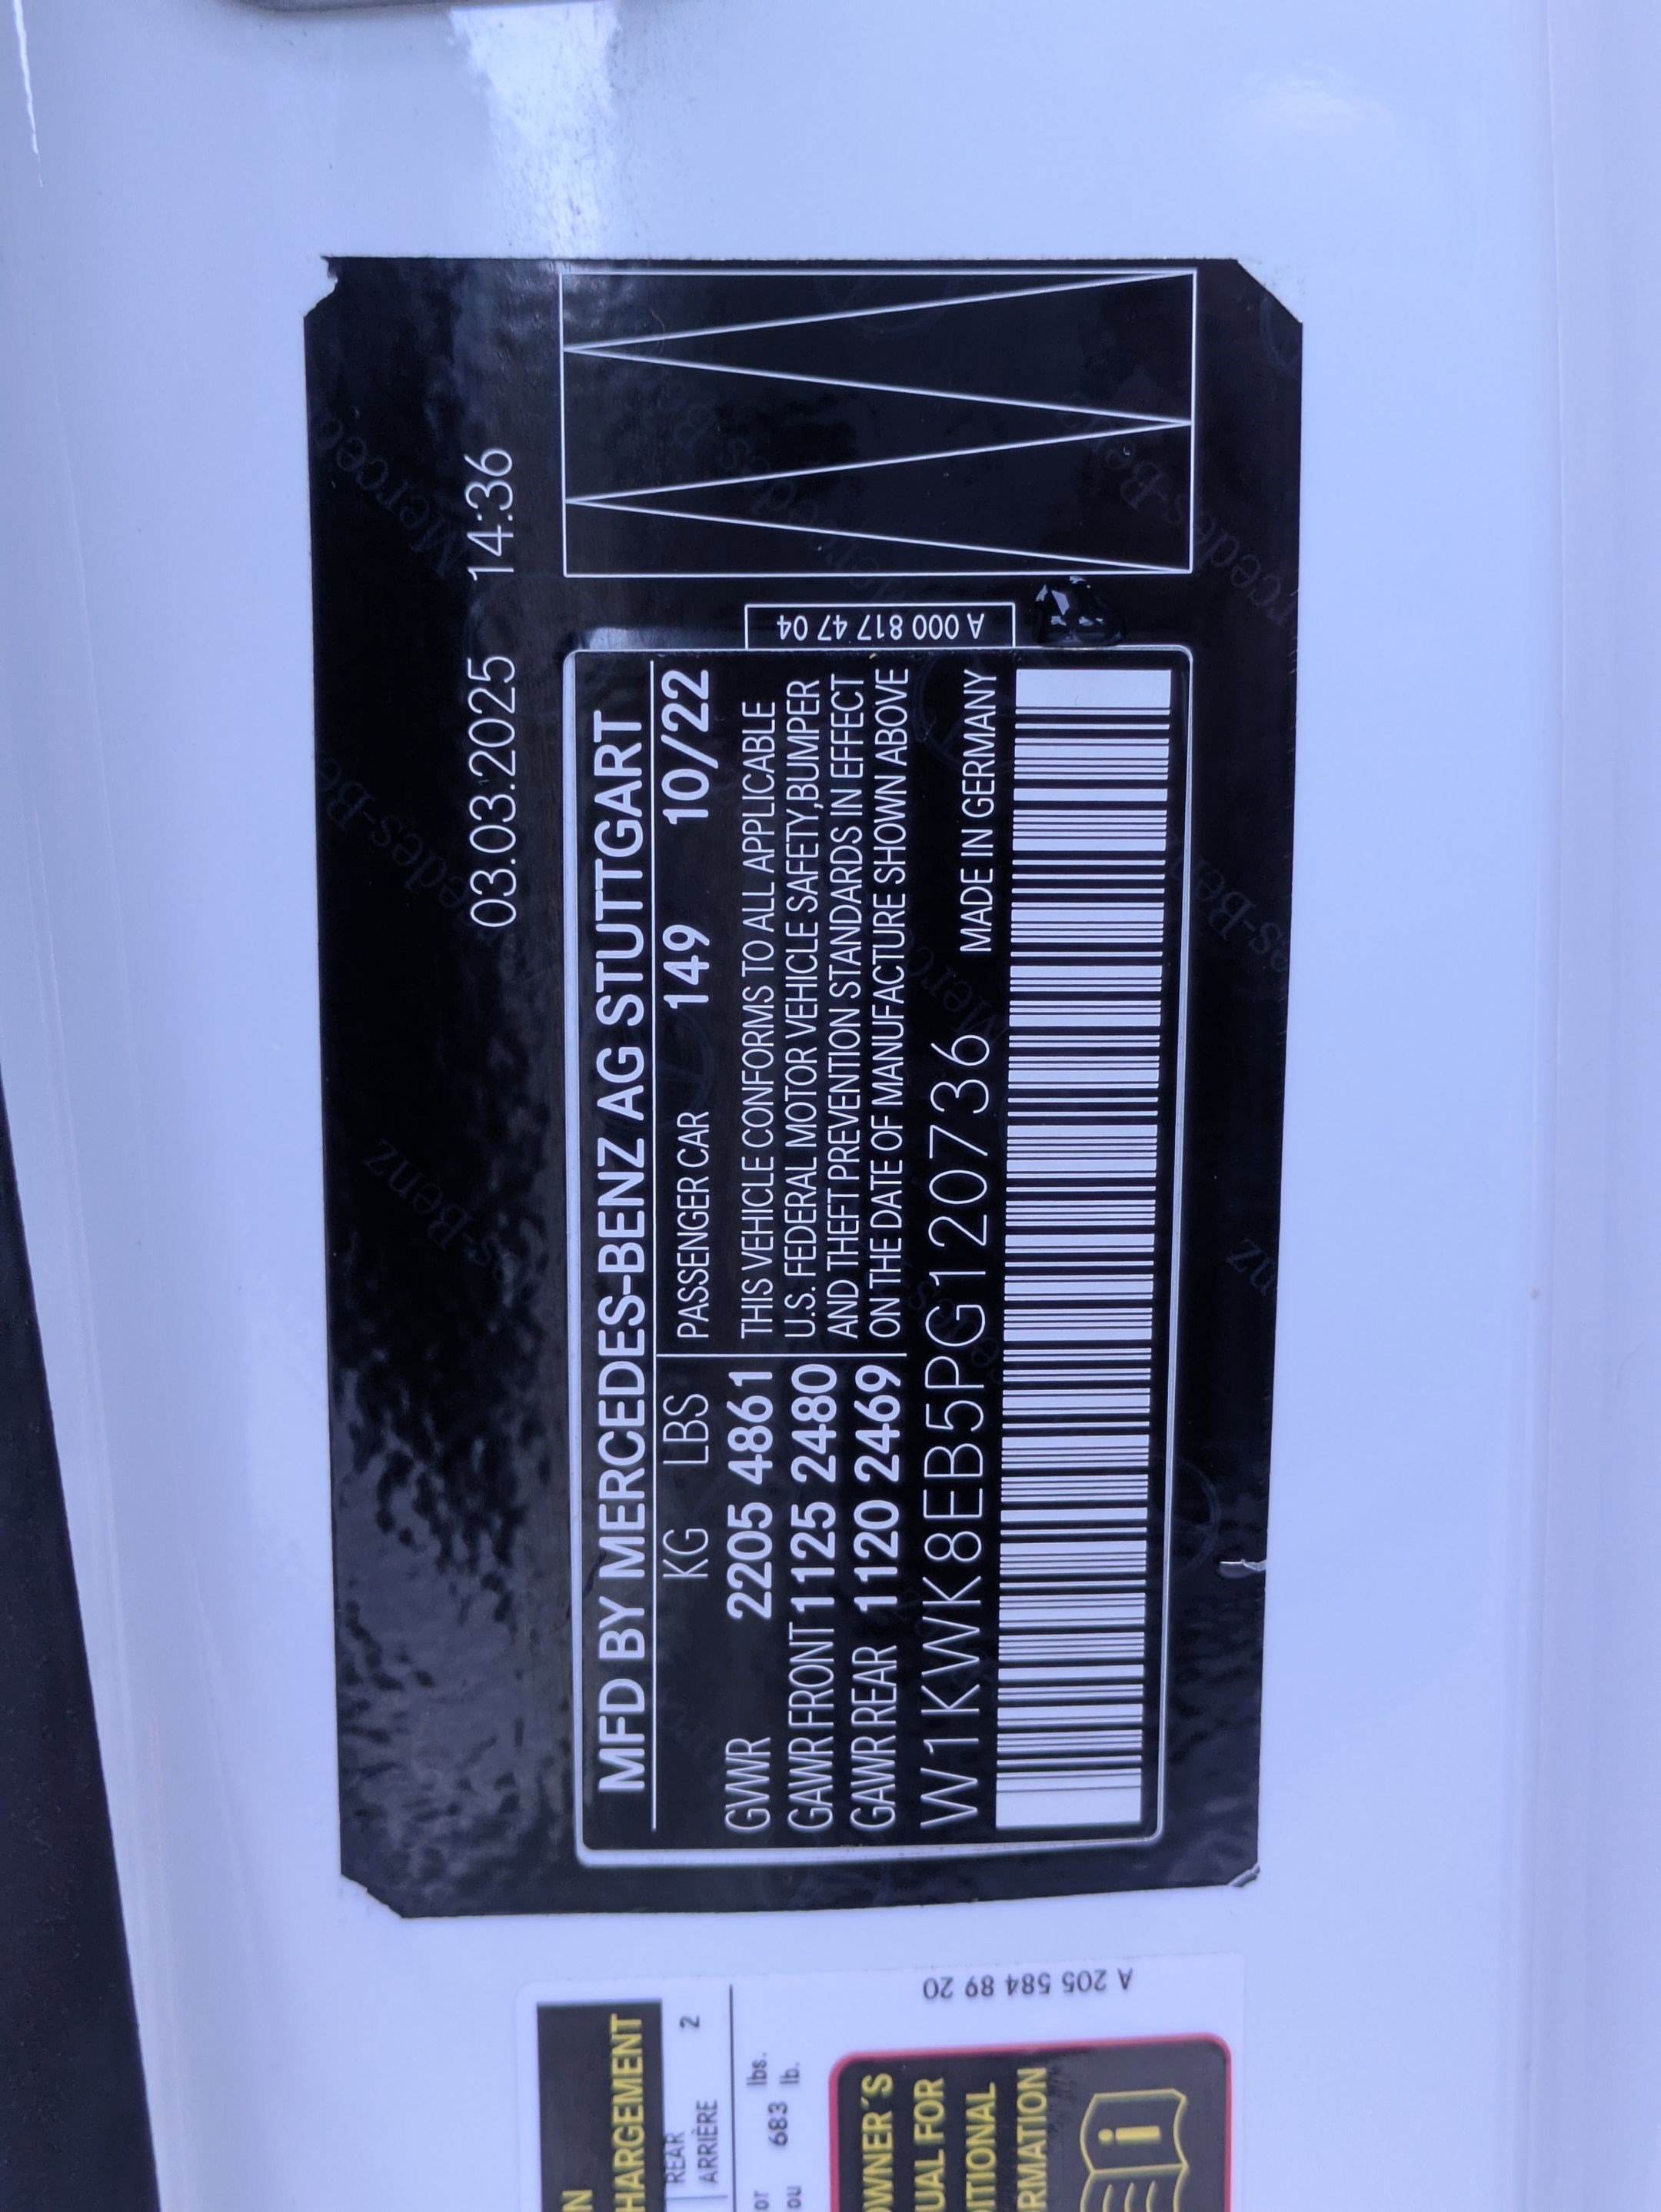 03.03.2025 14:36
MFD BY MERCEDES-BENZ AG STUTTGART
KG LBS PASSENGER CAR 149 10/22
GVWR 2205 4861 THIS VEHICLE CONFORMS TO ALL APPLICABLE
GAWR FRONT 1125 2480 U.S. FEDERAL MOTOR VEHICLE SAFETY,BUMPER
GAWR REAR 1120 2469 AND THEFT PREVENTION STANDARDS IN EFFECT
ON THE DATE OF MANUFACTURE SHOWN ABOVE
W1KWK8EB5PG120736 MADE IN GERMANY
A 000 817 47 04
HARGEMENT
REAR
ARRIÈRE 2
or 683 lbs.
ou lb.
A 205 584 89 20
OWNER'S
UAL FOR
ITIONAL
RMATION
i